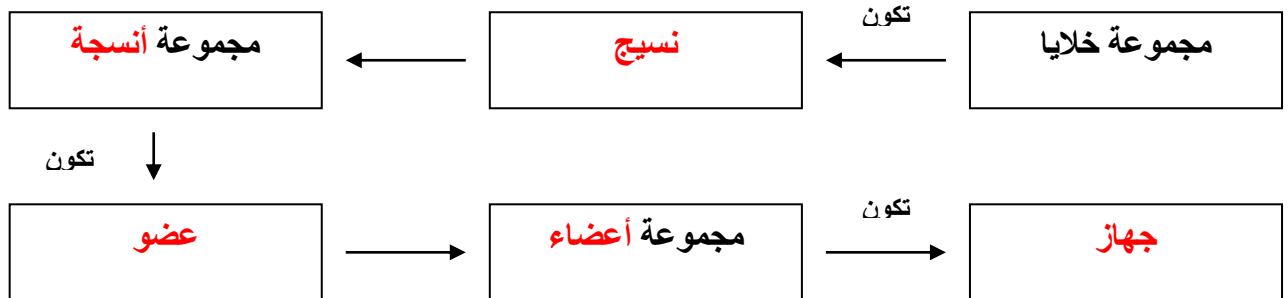 تكون
مجموعة خلايا
نسيج
مجموعة أنسجة
تكون
عضو
مجموعة أعضاء
تكون
جهاز